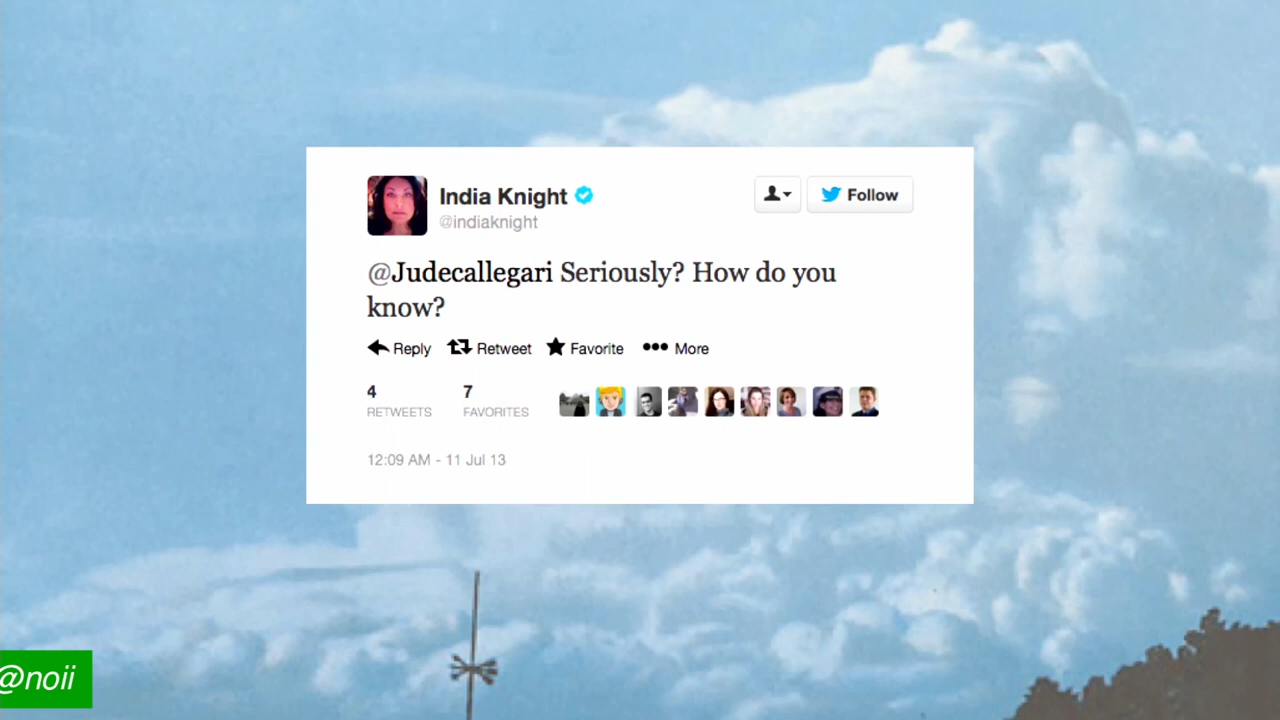 India Knight
@indiaknight
Follow
@Judecallegari Seriously? How do you
know?
Reply Retweet Favorite More
4 7
RETWEETS FAVORITES
12:09 AM - 11 Jul 13
@noii